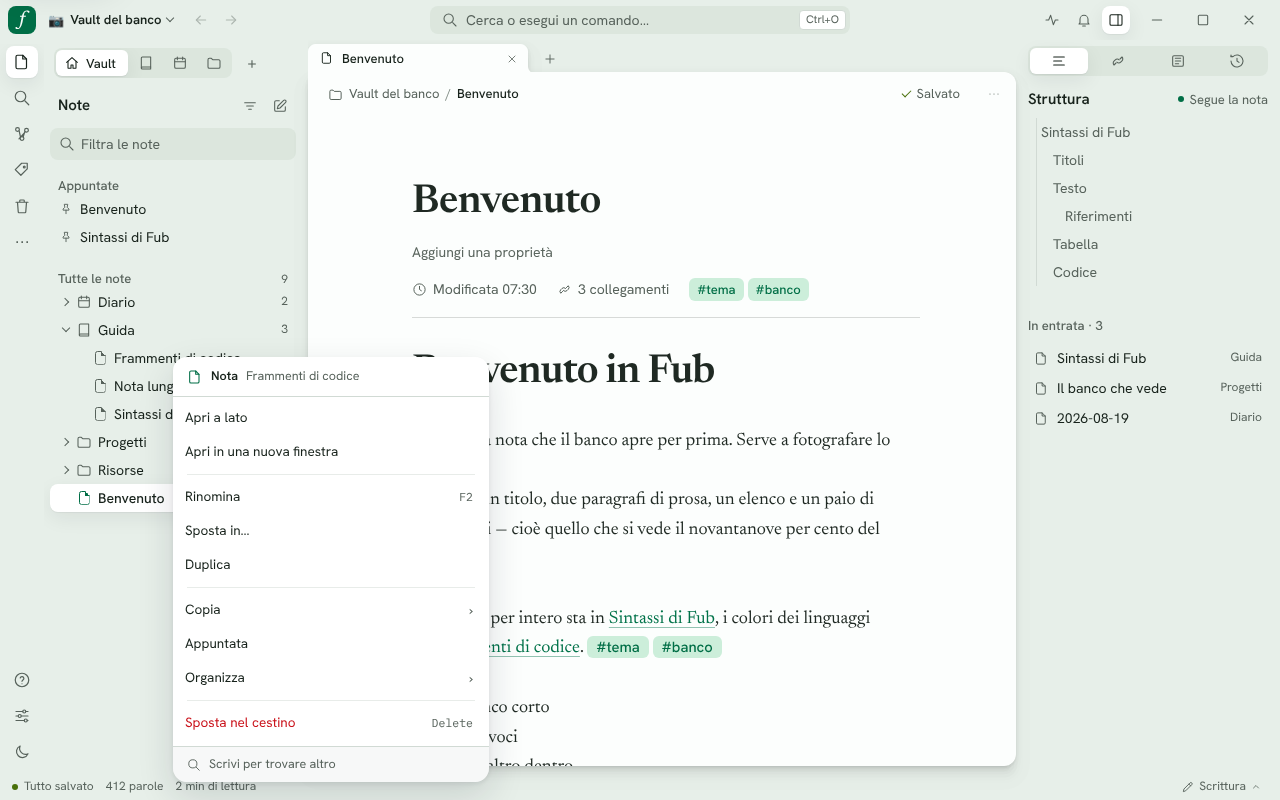 f
Vault del banco
Cerca o esegui un comando…
Ctrl+O
Vault
Note
Filtra le note
Appuntate
Benvenuto
Sintassi di Fub
Tutte le note 9
Diario 2
Guida 3
Frammenti di codice
Nota lung
Sintassi d
Progetti
Risorse
Benvenuto
Nota Frammenti di codice
Apri a lato
Apri in una nuova finestra
Rinomina F2
Sposta in…
Duplica
Copia
Appuntata
Organizza
Sposta nel cestino Delete
Scrivi per trovare altro
Benvenuto
Vault del banco / Benvenuto
Salvato
Benvenuto
Aggiungi una proprietà
Modificata 07:30 3 collegamenti #tema #banco
Benvenuto in Fub
nota che il banco apre per prima. Serve a fotografare lo
n titolo, due paragrafi di prosa, un elenco e un paio di
i — cioè quello che si vede il novantanove per cento del
per intero sta in Sintassi di Fub, i colori dei linguaggi
enti di codice. #tema #banco
nco corto
voci
altro dentro
Struttura
Segue la nota
Sintassi di Fub
Titoli
Testo
Riferimenti
Tabella
Codice
In entrata · 3
Sintassi di Fub Guida
Il banco che vede Progetti
2026-08-19 Diario
Tutto salvato 412 parole 2 min di lettura
Scrittura